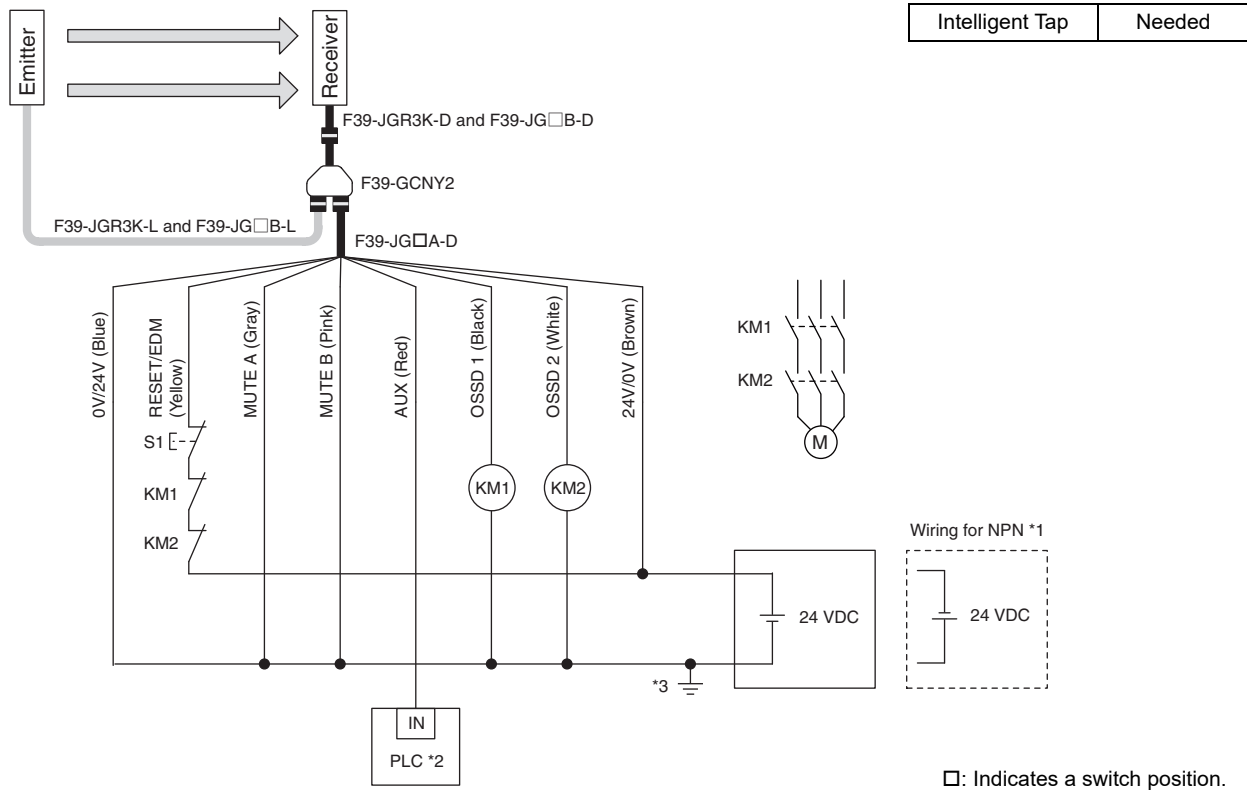 Emitter
Receiver
Intelligent Tap Needed
F39-JGR3K-D and F39-JG□B-D
F39-GCNY2
F39-JGR3K-L and F39-JG□B-L
F39-JG□A-D
0V/24V (Blue)
RESET/EDM
(Yellow)
MUTE A (Gray)
MUTE B (Pink)
AUX (Red)
OSSD 1 (Black)
OSSD 2 (White)
24V/0V (Brown)
KM1
KM2
M
S1
KM1
KM2
KM1
KM2
Wiring for NPN *1
24 VDC
24 VDC
*3
IN
PLC *2
□: Indicates a switch position.